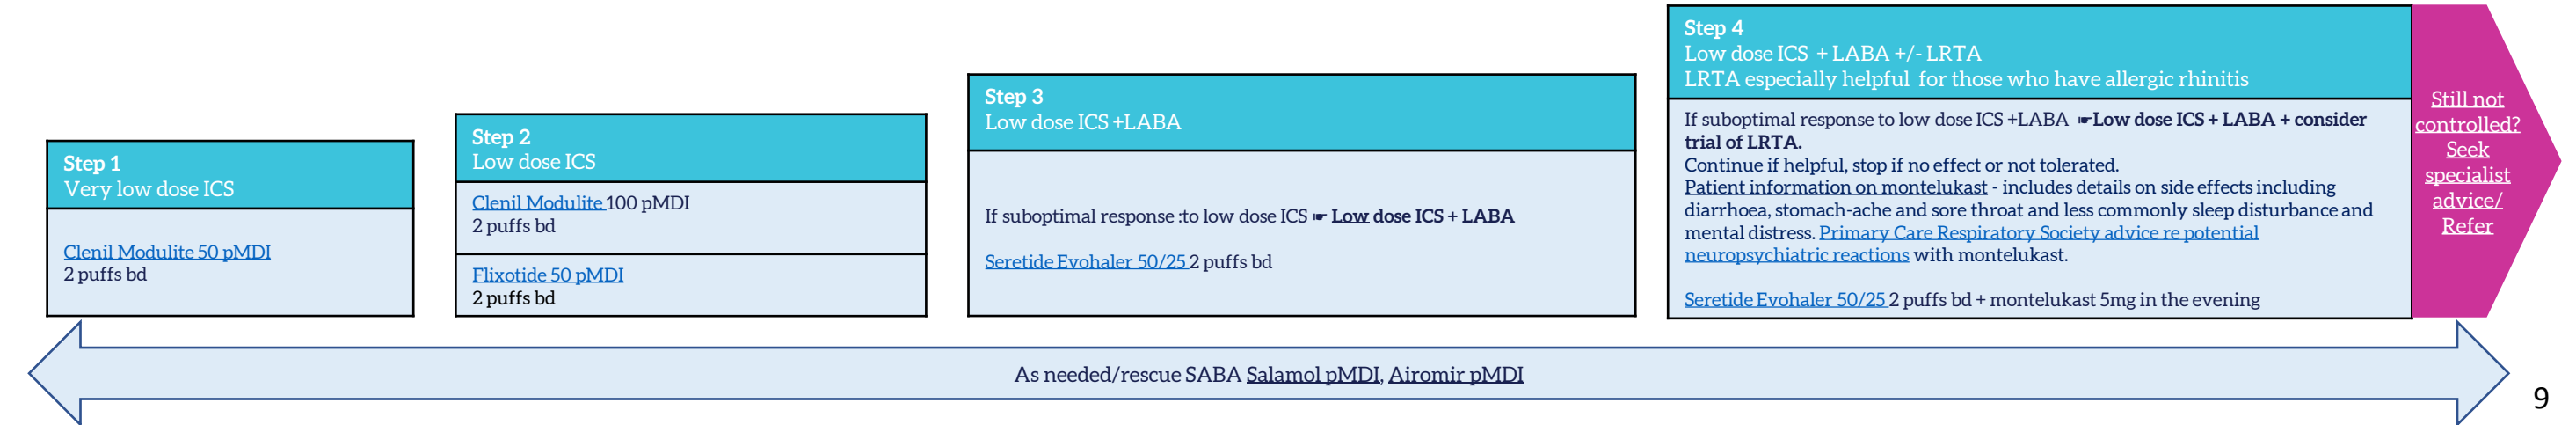 Step 1
Very low dose ICS
Clenil Modulite 50 pMDI
2 puffs bd
Step 2
Low dose ICS
Clenil Modulite 100 pMDI
2 puffs bd
Flixotide 50 pMDI
2 puffs bd
Step 3
Low dose ICS +LABA
If suboptimal response :to low dose ICS ☛ Low dose ICS + LABA
Seretide Evohaler 50/25 2 puffs bd
Step 4
Low dose ICS + LABA +/- LRTA
LRTA especially helpful for those who have allergic rhinitis
If suboptimal response to low dose ICS +LABA ☛Low dose ICS + LABA + consider
trial of LRTA.
Continue if helpful, stop if no effect or not tolerated.
Patient information on montelukast - includes details on side effects including
diarrhoea, stomach-ache and sore throat and less commonly sleep disturbance and
mental distress. Primary Care Respiratory Society advice re potential
neuropsychiatric reactions with montelukast.
Seretide Evohaler 50/25 2 puffs bd + montelukast 5mg in the evening
Still not
controlled?
Seek
specialist
advice/
Refer
As needed/rescue SABA Salamol pMDI, Airomir pMDI
9